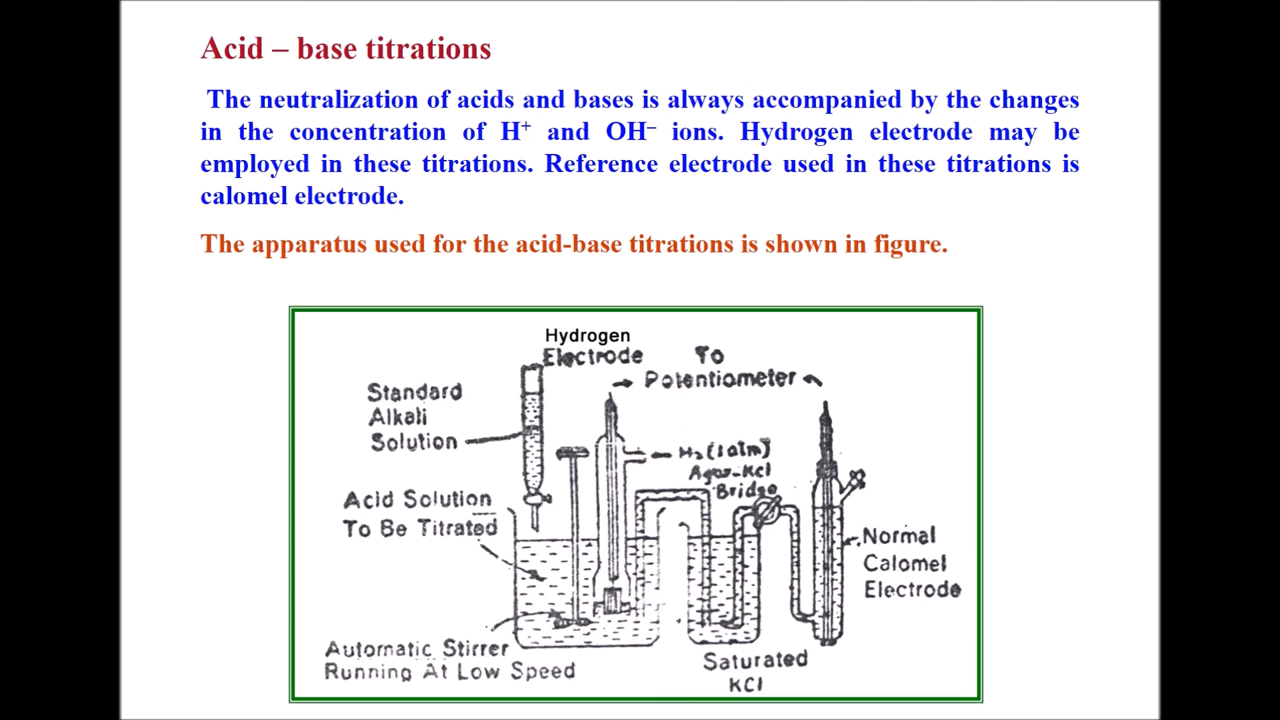 Acid – base titrations
The neutralization of acids and bases is always accompanied by the changes
in the concentration of H⁺ and OH⁻ ions. Hydrogen electrode may be
employed in these titrations. Reference electrode used in these titrations is
calomel electrode.
The apparatus used for the acid-base titrations is shown in figure.
Hydrogen
Electrode
To
Potentiometer
Standard
Alkali
Solution
H₂ (1 atm)
Agar-KCl
Bridge
Acid Solution
To Be Titrated
Normal
Calomel
Electrode
Automatic Stirrer
Running At Low Speed
Saturated
KCl